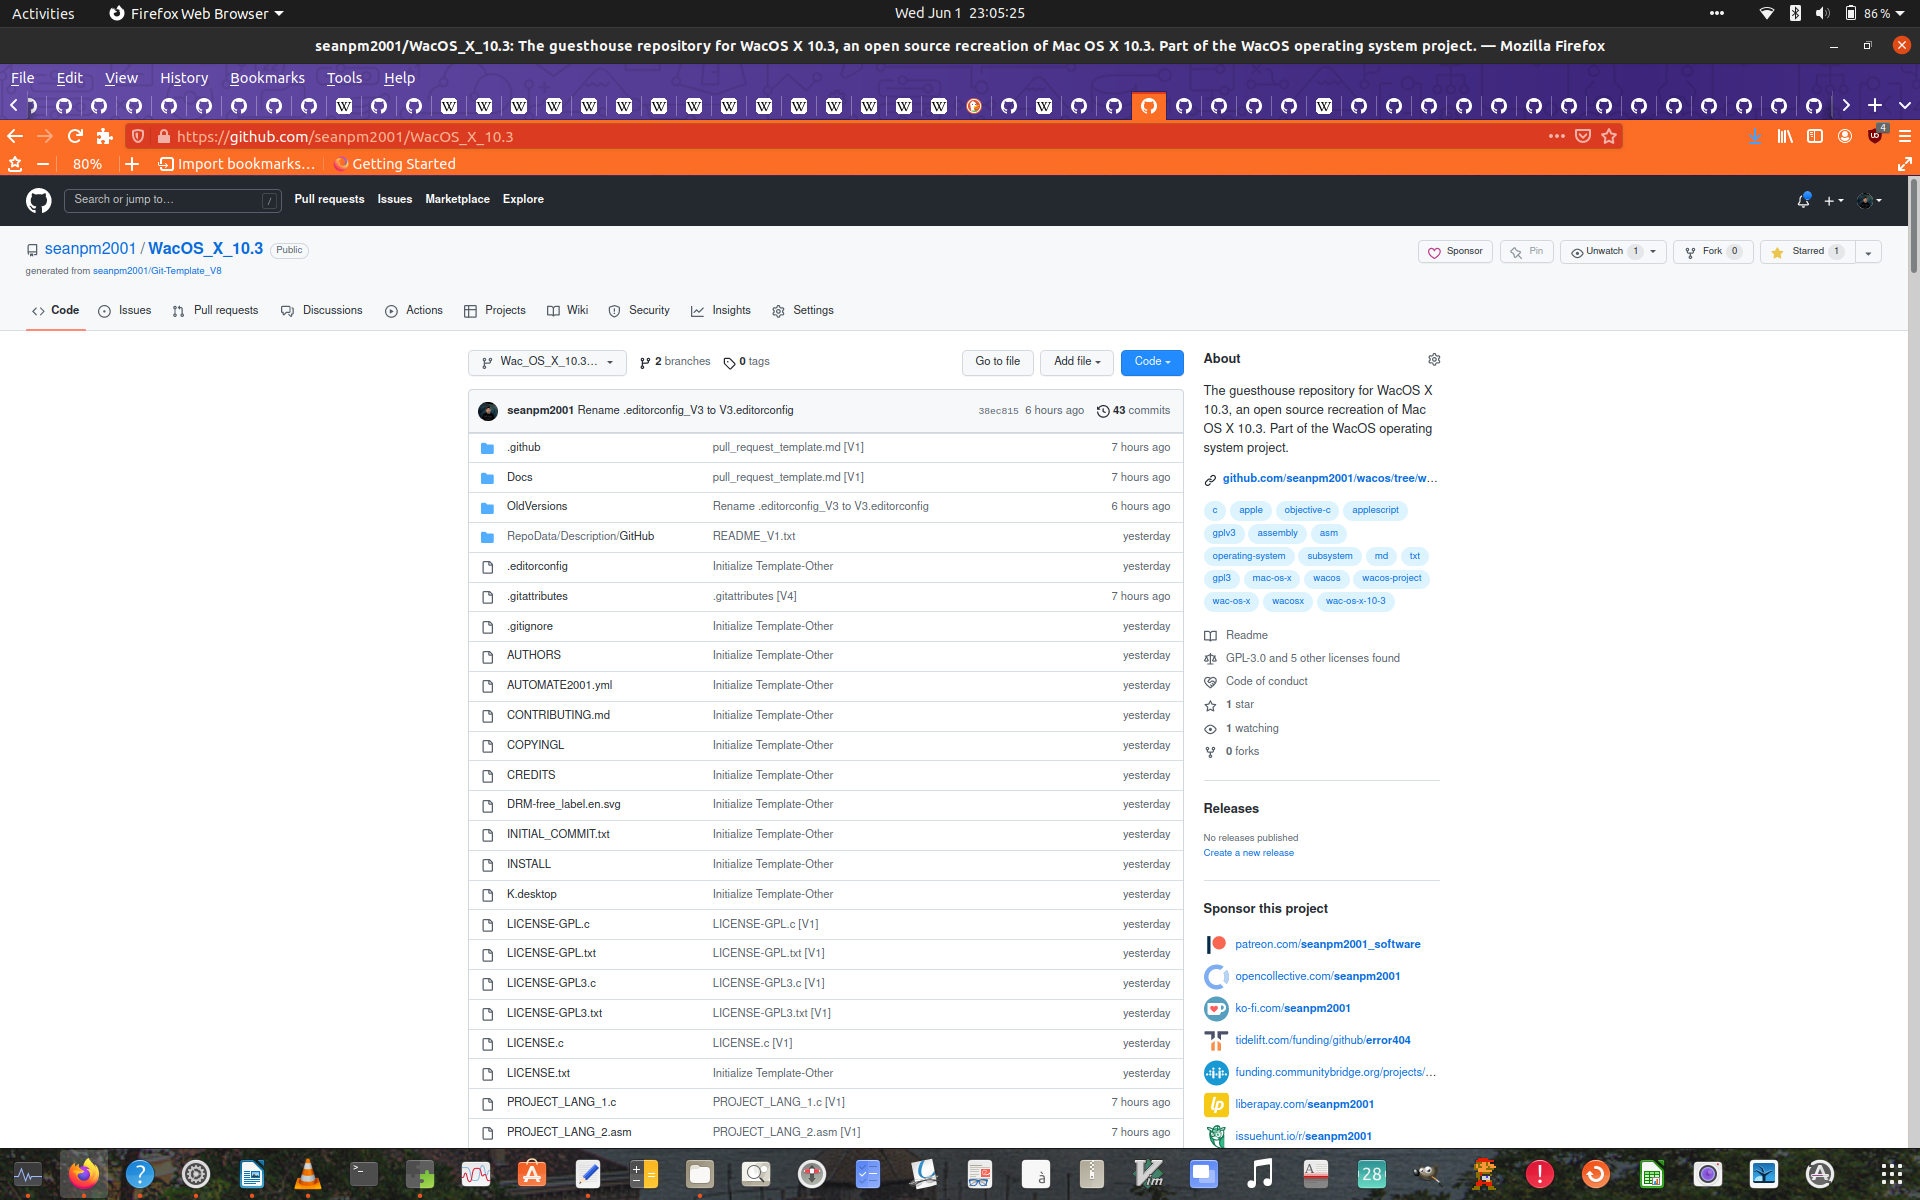 Activities
Firefox Web Browser
Wed Jun 1 23:05:25
86 %
seanpm2001/WacOS_X_10.3: The guesthouse repository for WacOS X 10.3, an open source recreation of Mac OS X 10.3. Part of the WacOS operating system project. — Mozilla Firefox
File Edit View History Bookmarks Tools Help
https://github.com/seanpm2001/WacOS_X_10.3
4
80%
Import bookmarks…
Getting Started
Search or jump to…
/
Pull requests Issues Marketplace Explore
seanpm2001 / WacOS_X_10.3 Public
generated from seanpm2001/Git-Template_V8
Sponsor
Pin
Unwatch 1
Fork 0
Starred 1
Code Issues Pull requests Discussions Actions Projects Wiki Security Insights Settings
Wac_OS_X_10.3…
2 branches
0 tags
Go to file
Add file
Code
seanpm2001 Rename .editorconfig_V3 to V3.editorconfig
38ec815 6 hours ago 43 commits
.github pull_request_template.md [V1] 7 hours ago
Docs pull_request_template.md [V1] 7 hours ago
OldVersions Rename .editorconfig_V3 to V3.editorconfig 6 hours ago
RepoData/Description/GitHub README_V1.txt yesterday
.editorconfig Initialize Template-Other yesterday
.gitattributes .gitattributes [V4] 7 hours ago
.gitignore Initialize Template-Other yesterday
AUTHORS Initialize Template-Other yesterday
AUTOMATE2001.yml Initialize Template-Other yesterday
CONTRIBUTING.md Initialize Template-Other yesterday
COPYINGL Initialize Template-Other yesterday
CREDITS Initialize Template-Other yesterday
DRM-free_label.en.svg Initialize Template-Other yesterday
INITIAL_COMMIT.txt Initialize Template-Other yesterday
INSTALL Initialize Template-Other yesterday
K.desktop Initialize Template-Other yesterday
LICENSE-GPL.c LICENSE-GPL.c [V1] yesterday
LICENSE-GPL.txt LICENSE-GPL.txt [V1] yesterday
LICENSE-GPL3.c LICENSE-GPL3.c [V1] yesterday
LICENSE-GPL3.txt LICENSE-GPL3.txt [V1] yesterday
LICENSE.c LICENSE.c [V1] yesterday
LICENSE.txt Initialize Template-Other yesterday
PROJECT_LANG_1.c PROJECT_LANG_1.c [V1] 7 hours ago
PROJECT_LANG_2.asm PROJECT_LANG_2.asm [V1] 7 hours ago
About
The guesthouse repository for WacOS X
10.3, an open source recreation of Mac
OS X 10.3. Part of the WacOS operating
system project.
github.com/seanpm2001/wacos/tree/w…
c apple objective-c applescript
gplv3 assembly asm
operating-system subsystem md txt
gpl3 mac-os-x wacos wacos-project
wac-os-x wacosx wac-os-x-10-3
Readme
GPL-3.0 and 5 other licenses found
Code of conduct
1 star
1 watching
0 forks
Releases
No releases published
Create a new release
Sponsor this project
patreon.com/seanpm2001_software
opencollective.com/seanpm2001
ko-fi.com/seanpm2001
tidelift.com/funding/github/error404
funding.communitybridge.org/projects/…
liberapay.com/seanpm2001
issuehunt.io/r/seanpm2001
28